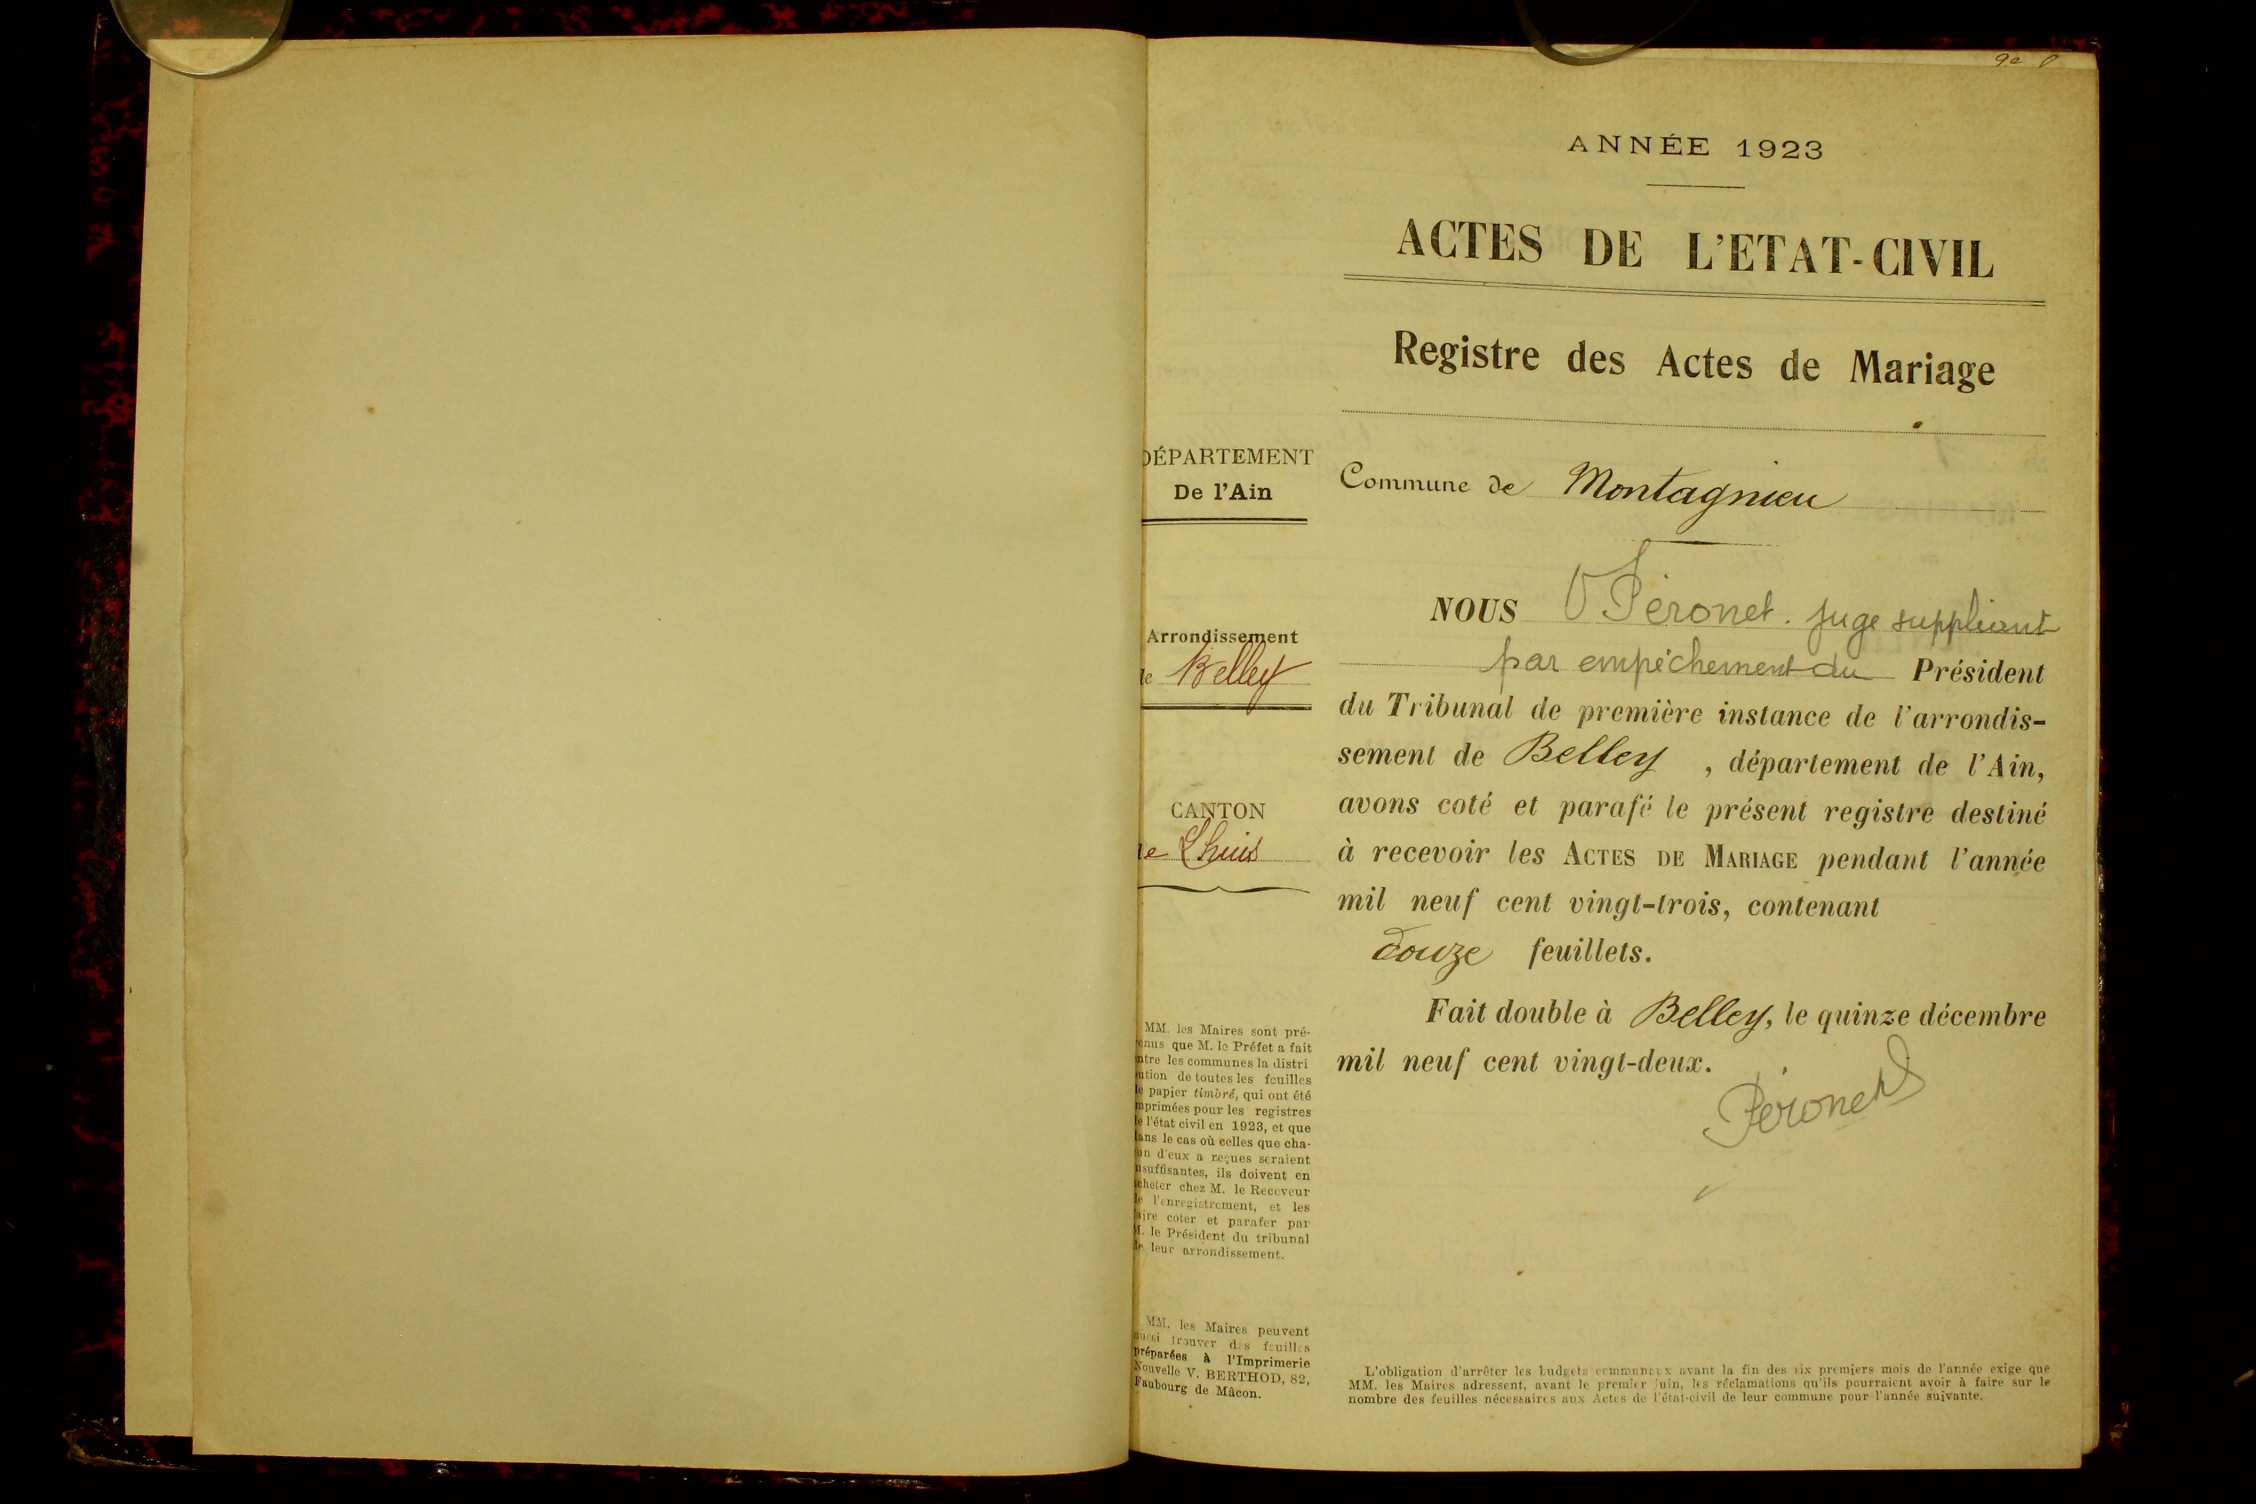 ANNÉE 1923
ACTES DE L'ETAT-CIVIL
Registre des Actes de Mariage
DÉPARTEMENT
De l'Ain
Commune de Montagnieu
Arrondissement
de Belley
CANTON
de Lhuis
NOUS Péronet. juge suppléant
par empéchement du Président
du Tribunal de première instance de l'arrondis-
sement de Belley, département de l'Ain,
avons coté et parafé le présent registre destiné
à recevoir les ACTES DE MARIAGE pendant l'année
mil neuf cent vingt-trois, contenant
douze feuillets.
Fait double à Belley, le quinze décembre
mil neuf cent vingt-deux.
Péronet
MM. les Maires sont pré-
enus que M. le Préfet a fait
ntre les communes la distri
ution de toutes les feuilles
de papier timbré, qui ont été
mprimées pour les registres
de l'état civil en 1923, et que
dans le cas où celles que cha-
un d'eux a reçues seraient
nsuffisantes, ils doivent en
acheter chez M. le Receveur
de l'enregistrement, et les
faire coter et parafer par
M. le Président du tribunal
de leur arrondissement.
MM. les Maires peuvent
aussi trouver des feuilles
préparées à l'Imprimerie
Nouvelle V. BERTHOD, 82,
Faubourg de Mâcon.
L'obligation d'arrêter les budgets communaux avant la fin des six premiers mois de l'année exige que
MM. les Maires adressent, avant le premier juin, les réclamations qu'ils pourraient avoir à faire sur le
nombre des feuilles nécessaires aux Actes de l'état-civil de leur commune pour l'année suivante.